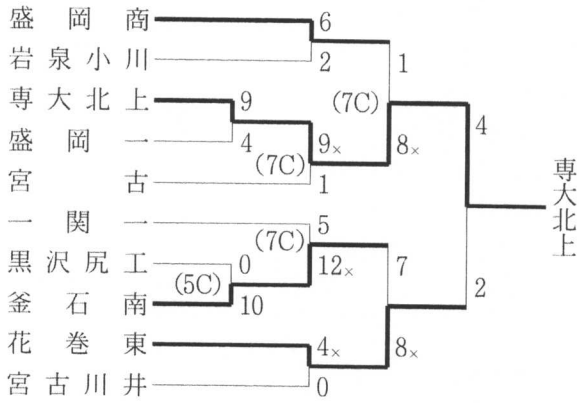 盛岡商
岩泉小川
専大北上
盛岡一
宮古
一関一
黒沢尻工
釜石南
花巻東
宮古川井
6
2
9
4
(7C)
9×
1
5
(7C)
0
(5C)
10
12×
4×
0
1
(7C)
8×
7
8×
4
2
専大北上